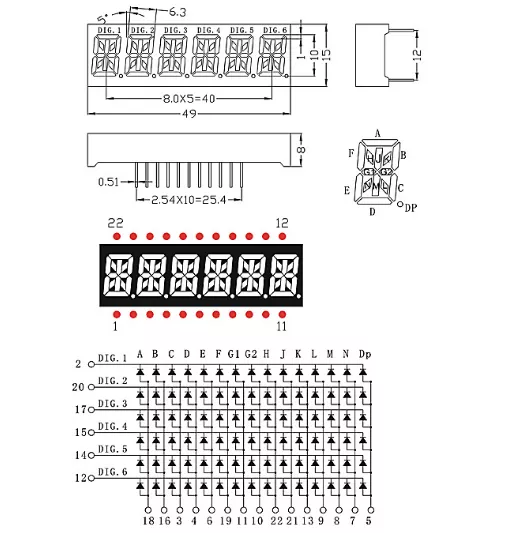 5°
6.3
DIG.1 DIG.2 DIG.3 DIG.4 DIG.5 DIG.6
1
10
15
12
8.0X5=40
49
8
0.51
2.54X10=25.4
A
F H J K B
G1 G2
E N M L C
D DP
22 12
1 11
A B C D E F G1 G2 H J K L M N Dp
2 DIG.1
20 DIG.2
17 DIG.3
15 DIG.4
14 DIG.5
12 DIG.6
18 16 3 4 6 19 11 10 22 21 13 9 8 7 5